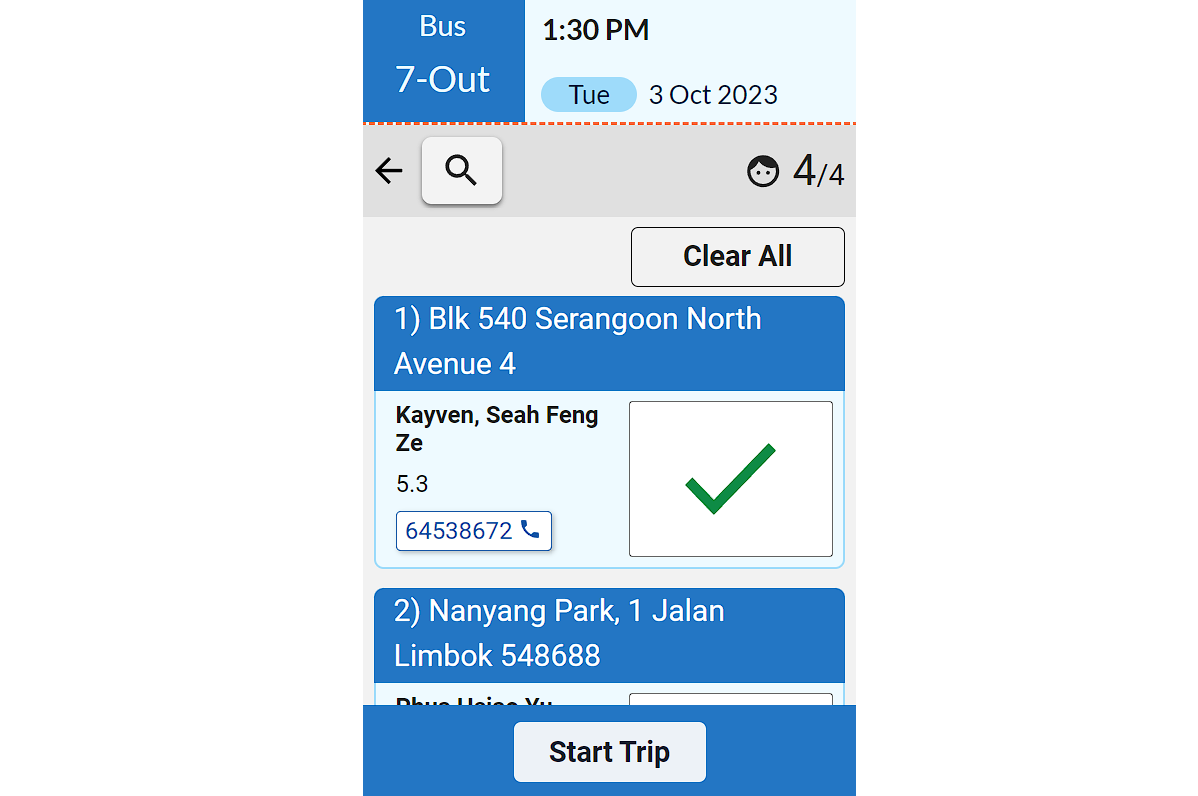 Bus
7-Out
1:30 PM
Tue 3 Oct 2023
4/4
Clear All
1) Blk 540 Serangoon North
Avenue 4
Kayven, Seah Feng
Ze
5.3
64538672
2) Nanyang Park, 1 Jalan
Limbok 548688
Start Trip